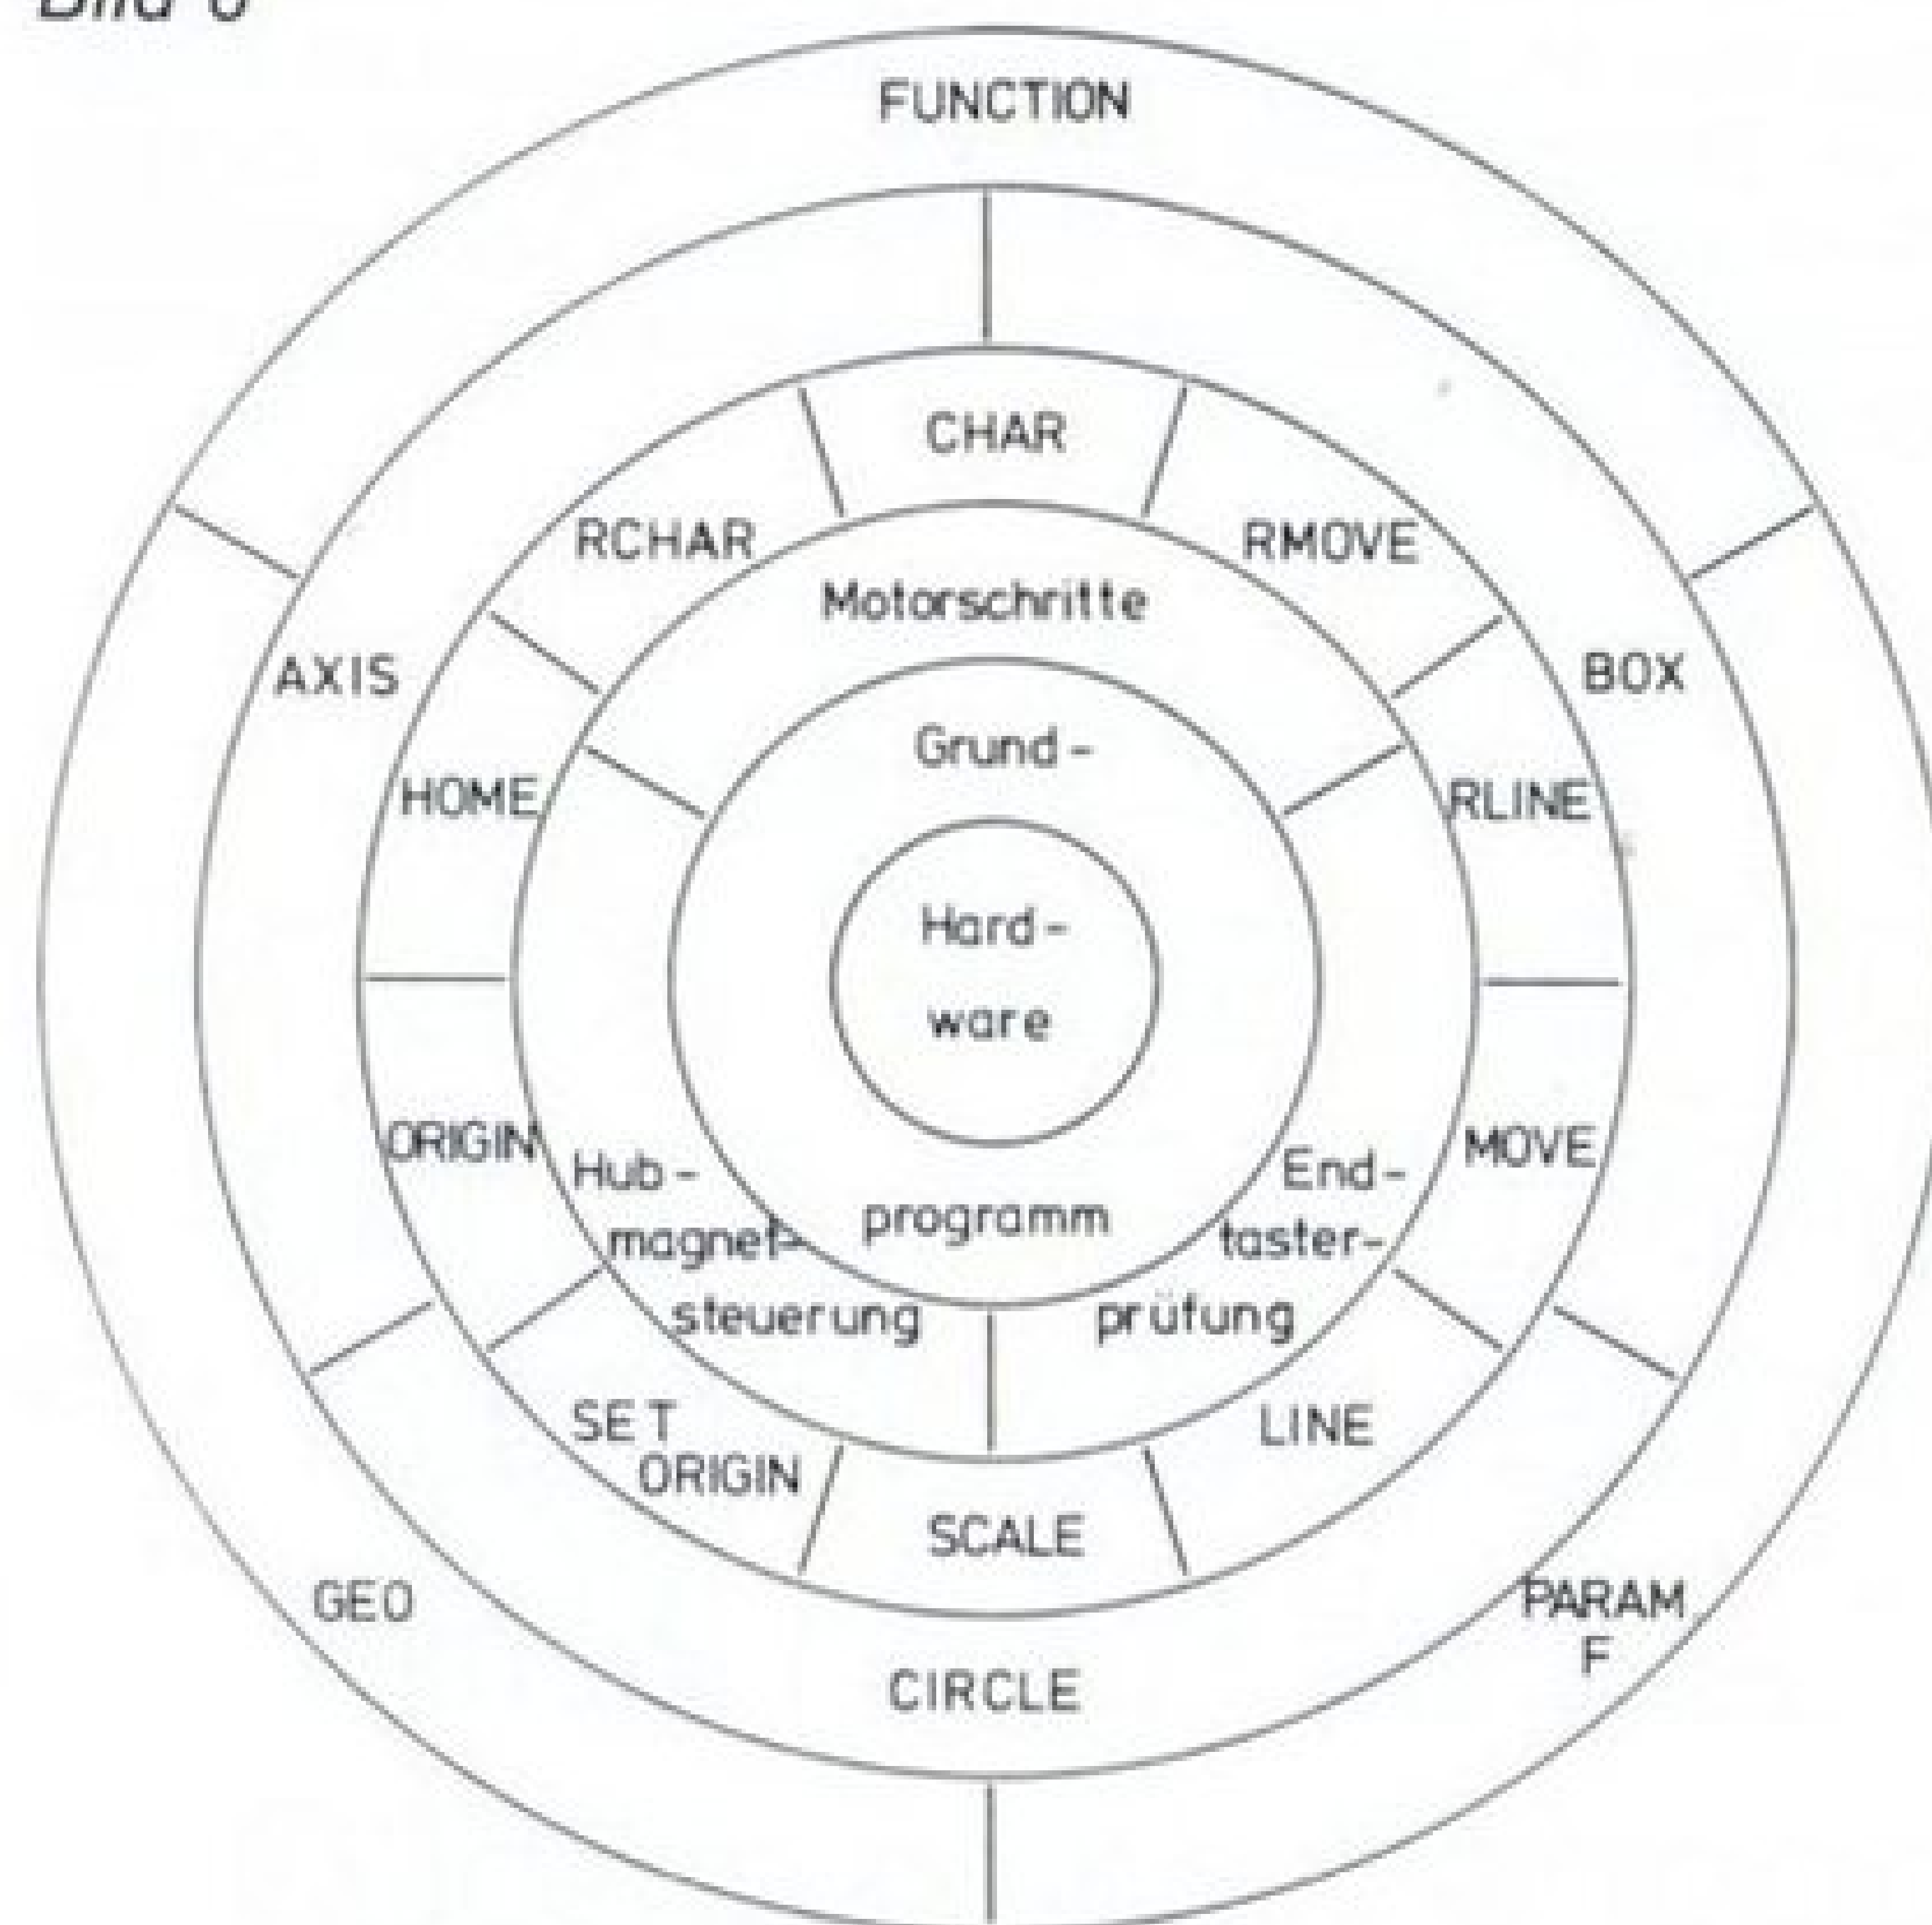 FUNCTION
CHAR
RCHAR
RMOVE
Motorschritte
AXIS
BOX
Grund-
HOME
RLINE
Hard-
ware
ORIGIN
MOVE
Hub-
magnet-
steuerung
programm
End-
taster-
prüfung
SET
ORIGIN
LINE
SCALE
GEO
PARAM
F
CIRCLE